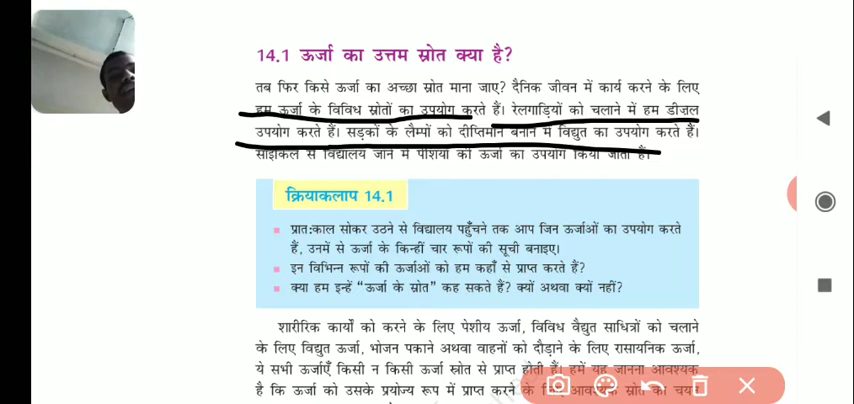 14.1 ऊर्जा का उत्तम स्रोत क्या है?
तब फिर किसे ऊर्जा का अच्छा स्रोत माना जाए? दैनिक जीवन में कार्य करने के लिए
हम ऊर्जा के विविध स्रोतों का उपयोग करते हैं। रेलगाड़ियों को चलाने में हम डीज़ल
उपयोग करते हैं। सड़कों के लैम्पों को दीप्तिमान बनाने में विद्युत का उपयोग करते हैं।
साइकिल से विद्यालय जाने में पेशियों की ऊर्जा का उपयोग किया जाता है।
क्रियाकलाप 14.1
प्रातःकाल सोकर उठने से विद्यालय पहुँचने तक आप जिन ऊर्जाओं का उपयोग करते
हैं, उनमें से ऊर्जा के किन्हीं चार रूपों की सूची बनाइए।
इन विभिन्न रूपों की ऊर्जाओं को हम कहाँ से प्राप्त करते हैं?
क्या हम इन्हें “ऊर्जा के स्रोत” कह सकते हैं? क्यों अथवा क्यों नहीं?
शारीरिक कार्यों को करने के लिए पेशीय ऊर्जा, विविध वैद्युत साधित्रों को चलाने
के लिए विद्युत ऊर्जा, भोजन पकाने अथवा वाहनों को दौड़ाने के लिए रासायनिक ऊर्जा,
ये सभी ऊर्जाएँ किसी न किसी ऊर्जा स्रोत से प्राप्त होती हैं। हमें यह जानना आवश्यक
है कि ऊर्जा को उसके प्रयोज्य रूप में प्राप्त करने के